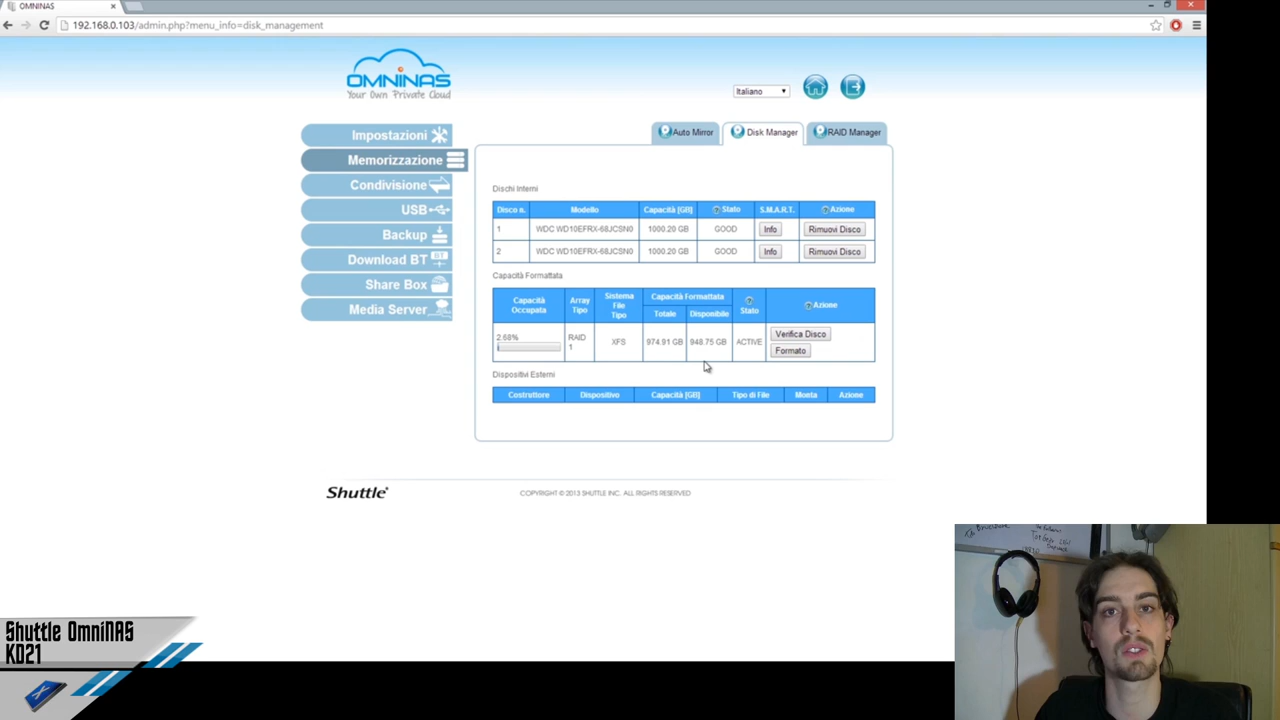 OMNINAS
192.168.0.103/admin.php?menu_info=disk_management
OMNINAS
Your Own Private Cloud
Italiano
Impostazioni
Memorizzazione
Condivisione
USB
Backup
Download BT
Share Box
Media Server
Auto Mirror
Disk Manager
RAID Manager
Dischi Interni
Disco n. Modello Capacità [GB] Stato S.M.A.R.T. Azione
1 WDC WD10EFRX-68JCSN0 1000.20 GB GOOD Info Rimuovi Disco
2 WDC WD10EFRX-68JCSN0 1000.20 GB GOOD Info Rimuovi Disco
Capacità Formattata
Capacità Occupata Array Tipo Sistema File Tipo Capacità Formattata Stato Azione
Totale Disponibile
2.68% RAID 1 XFS 974.91 GB 948.75 GB ACTIVE Verifica Disco
Formato
Dispositivi Esterni
Costruttore Dispositivo Capacità [GB] Tipo di File Monta Azione
Shuttle
COPYRIGHT © 2013 SHUTTLE INC. ALL RIGHTS RESERVED
Shuttle OmniNAS
KD21